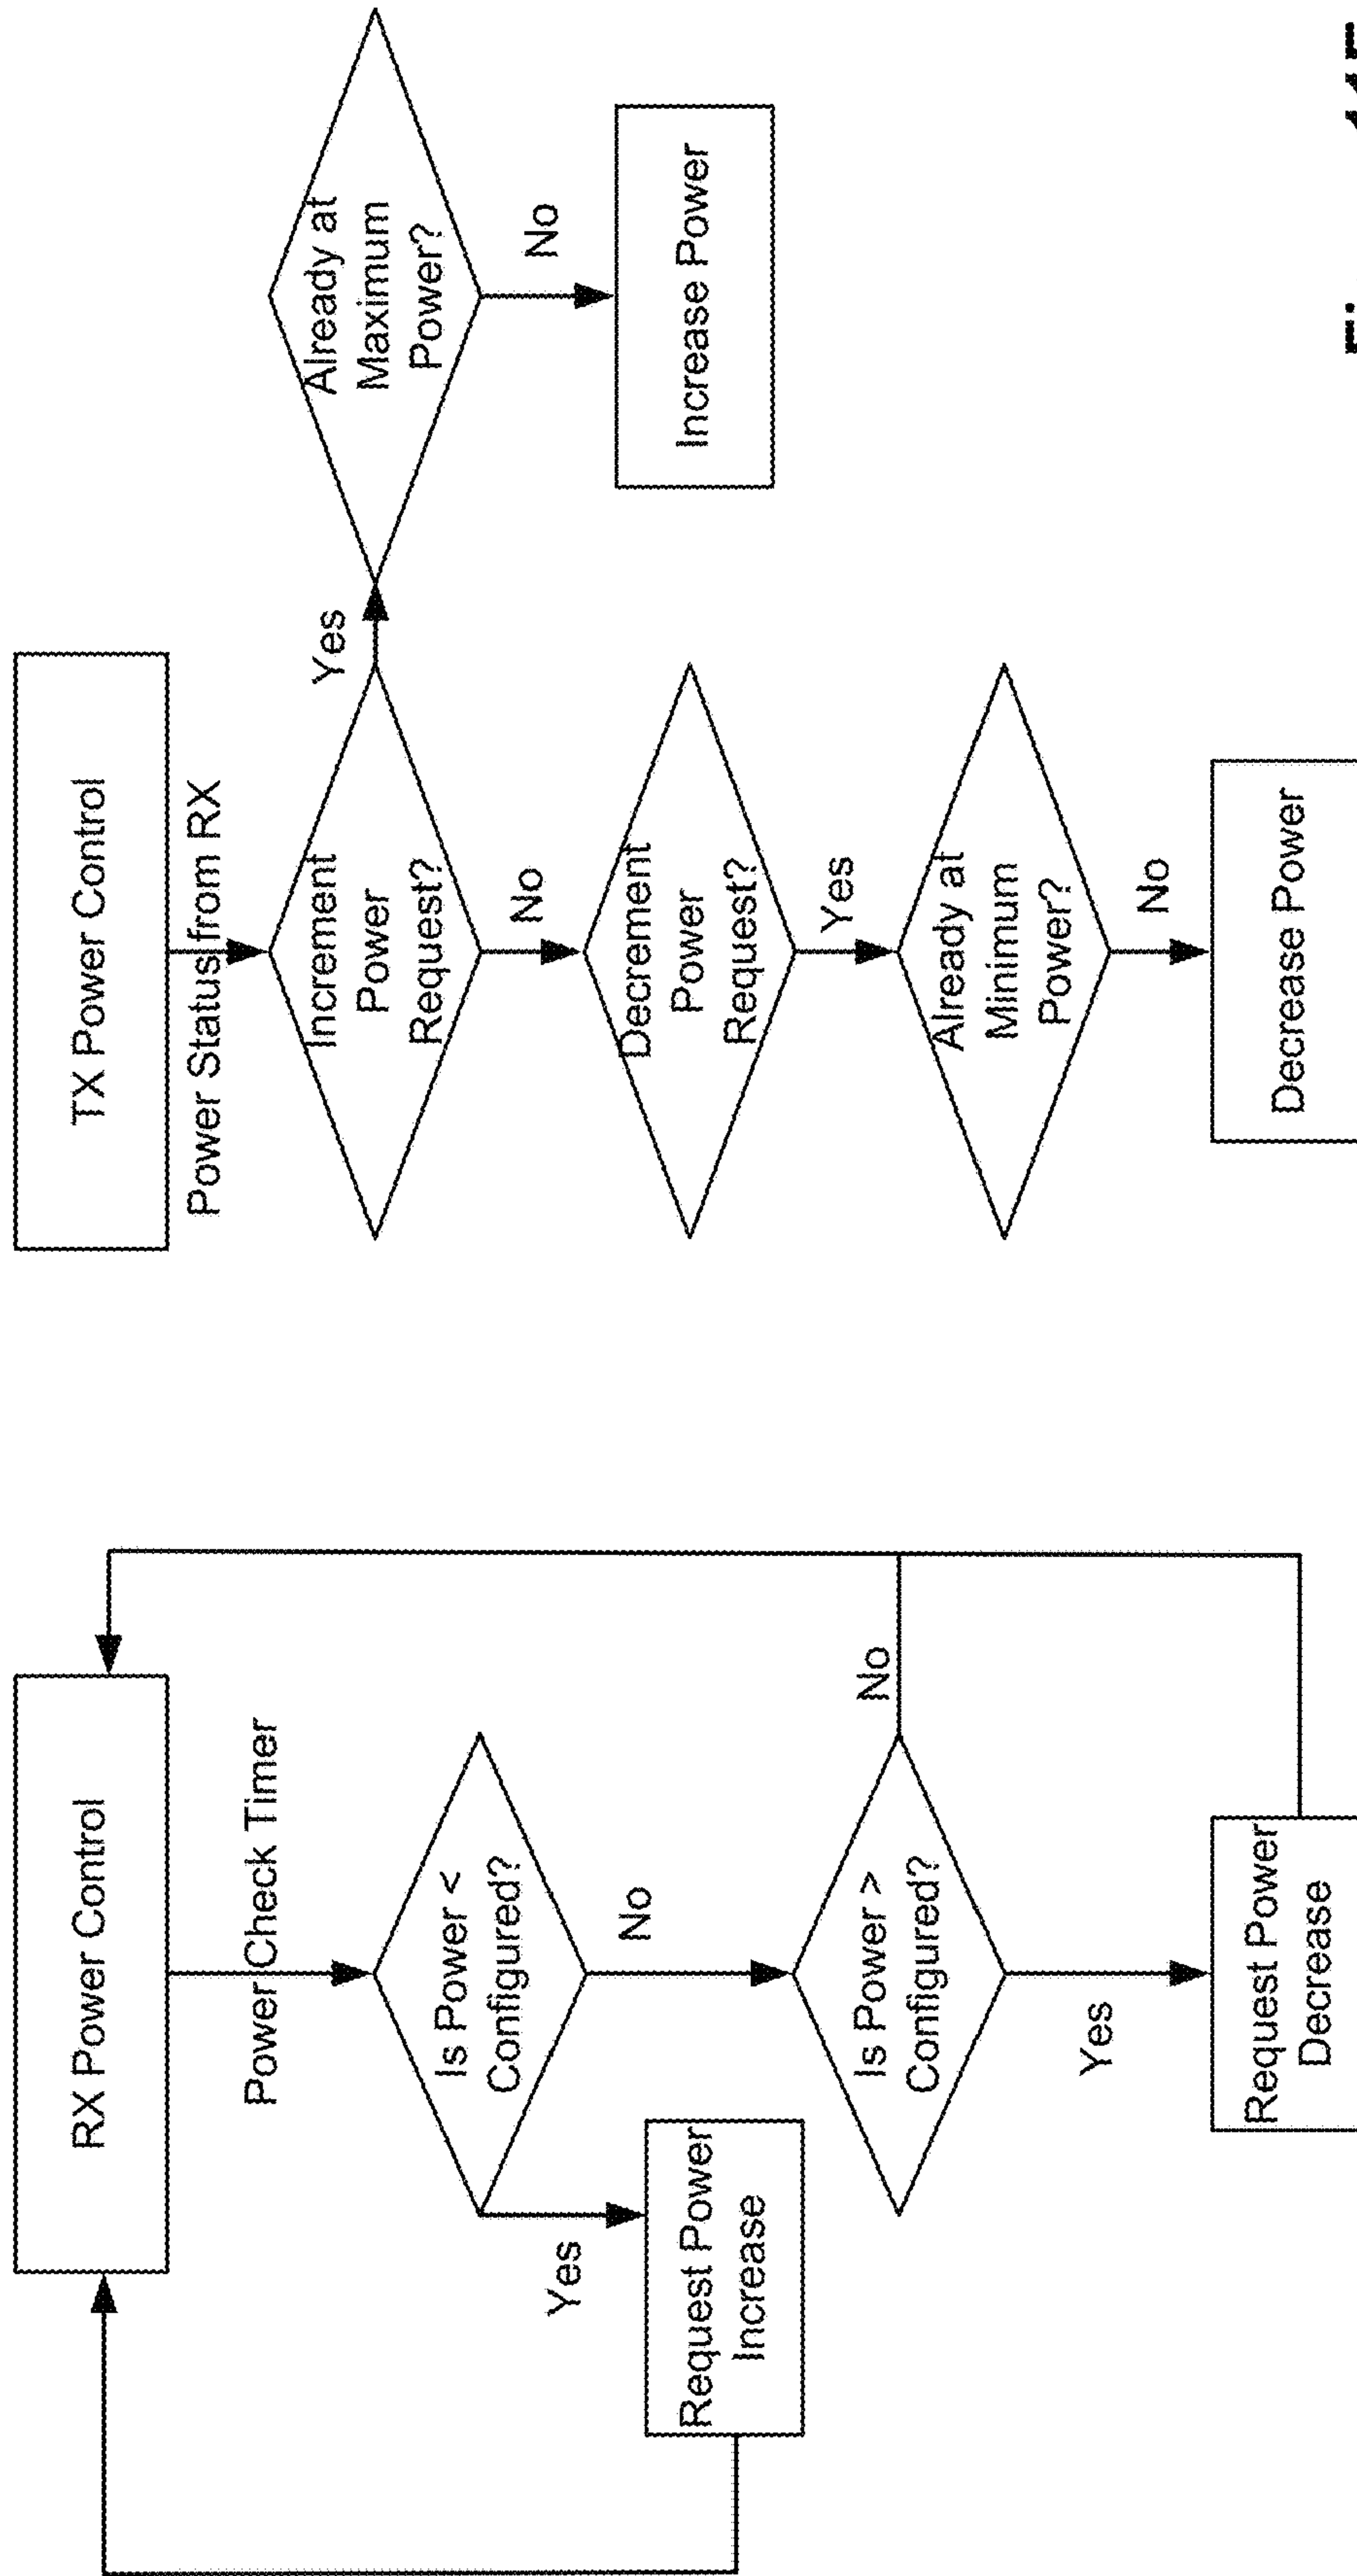 RX Power Control
Power Check Timer
Is Power <
Configured?
Yes
No
Request Power
Increase
Is Power >
Configured?
No
Yes
Request Power
Decrease
TX Power Control
Power Status from RX
Increment
Power
Request?
Yes
No
Already at
Maximum
Power?
No
Increase Power
Decrement
Power
Request?
Yes
Already at
Minimum
Power?
No
Decrease Power